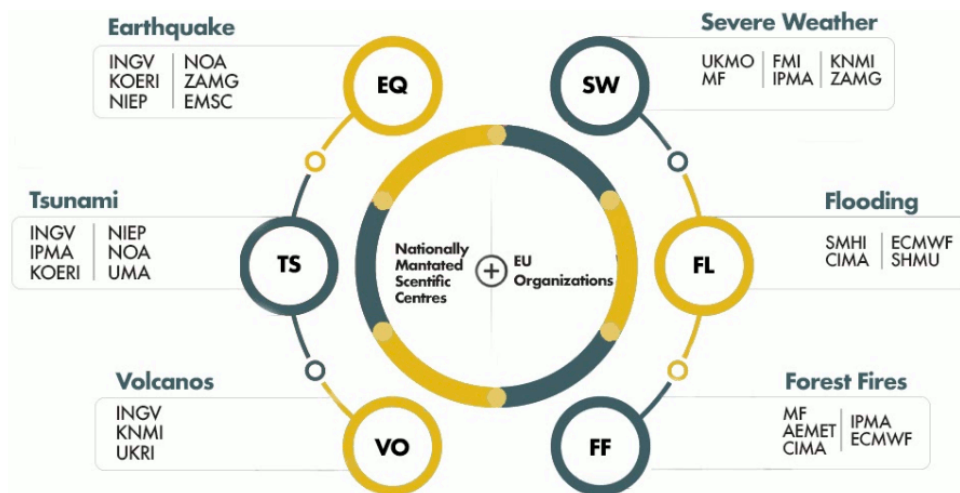 Earthquake
INGV NOA
KOERI ZAMG
NIEP EMSC
EQ
Severe Weather
UKMO FMI KNMI
MF IPMA ZAMG
SW
Tsunami
INGV NIEP
IPMA NOA
KOERI UMA
TS
Nationally
Mantated
Scentific
Centres
+
EU
Organizations
Flooding
SMHI ECMWF
CIMA SHMU
FL
Volcanos
INGV
KNMI
UKRI
VO
Forest Fires
MF IPMA
AEMET ECMWF
CIMA
FF